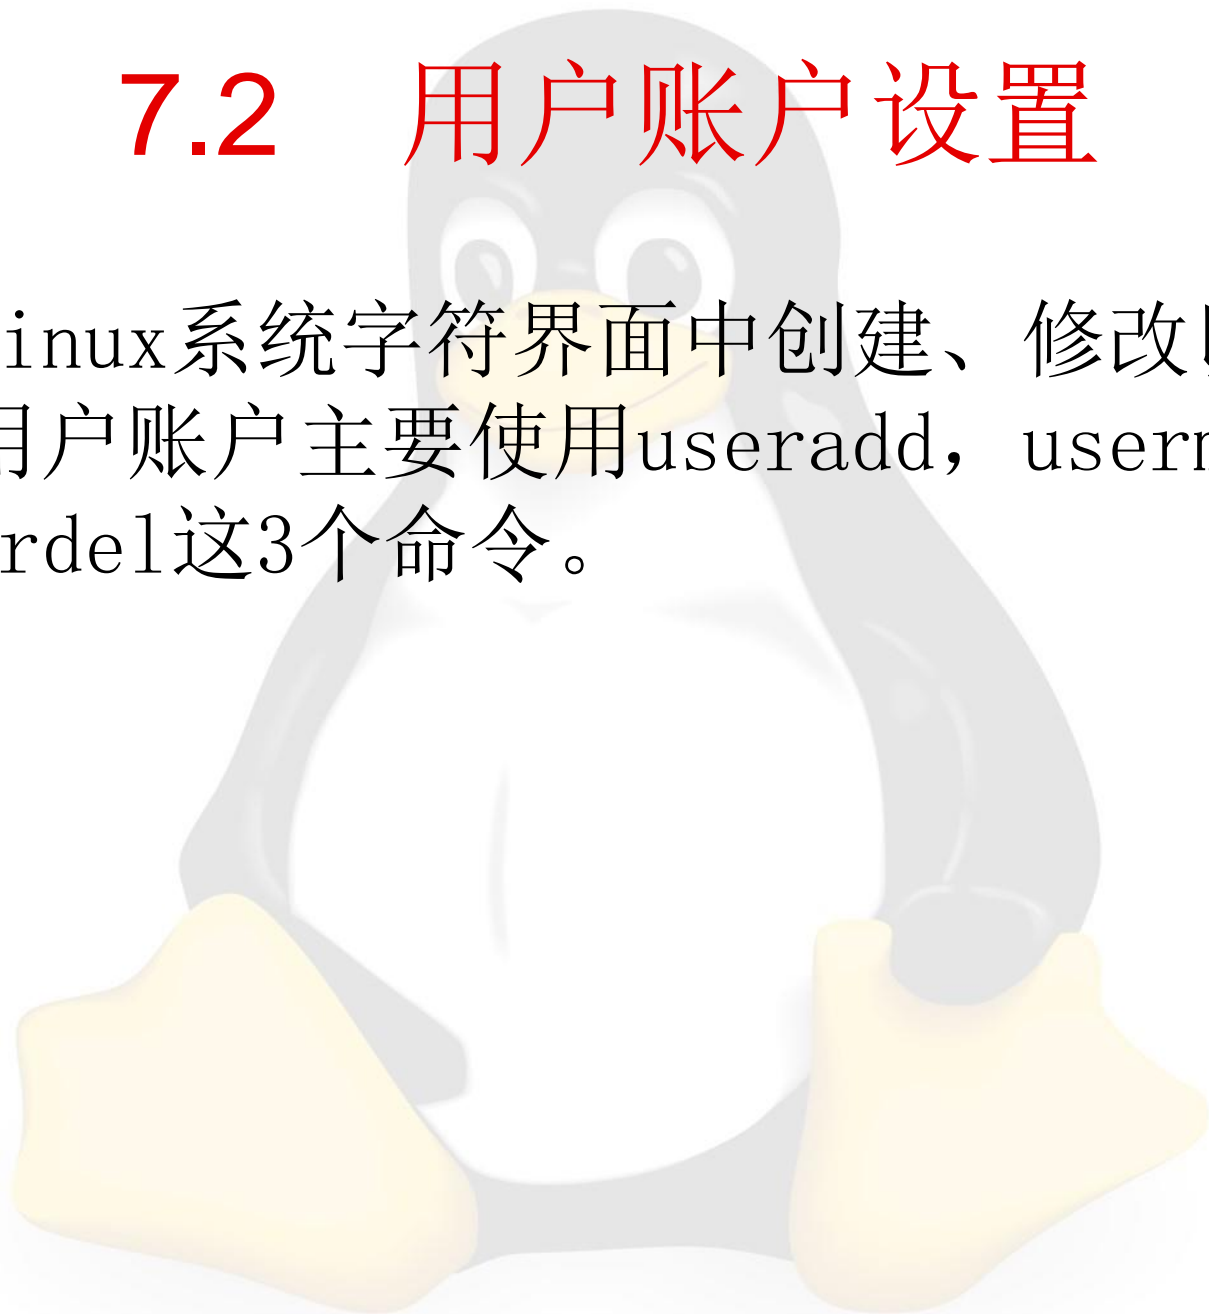 7.2 用户账户设置
inux系统字符界面中创建、修改
用户账户主要使用useradd，user
rdel这3个命令。